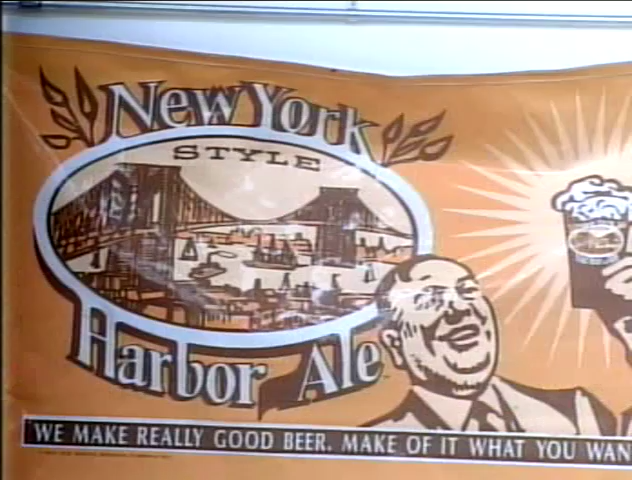 New York
STYLE
Harbor Ale
"WE MAKE REALLY GOOD BEER. MAKE OF IT WHAT YOU WAN